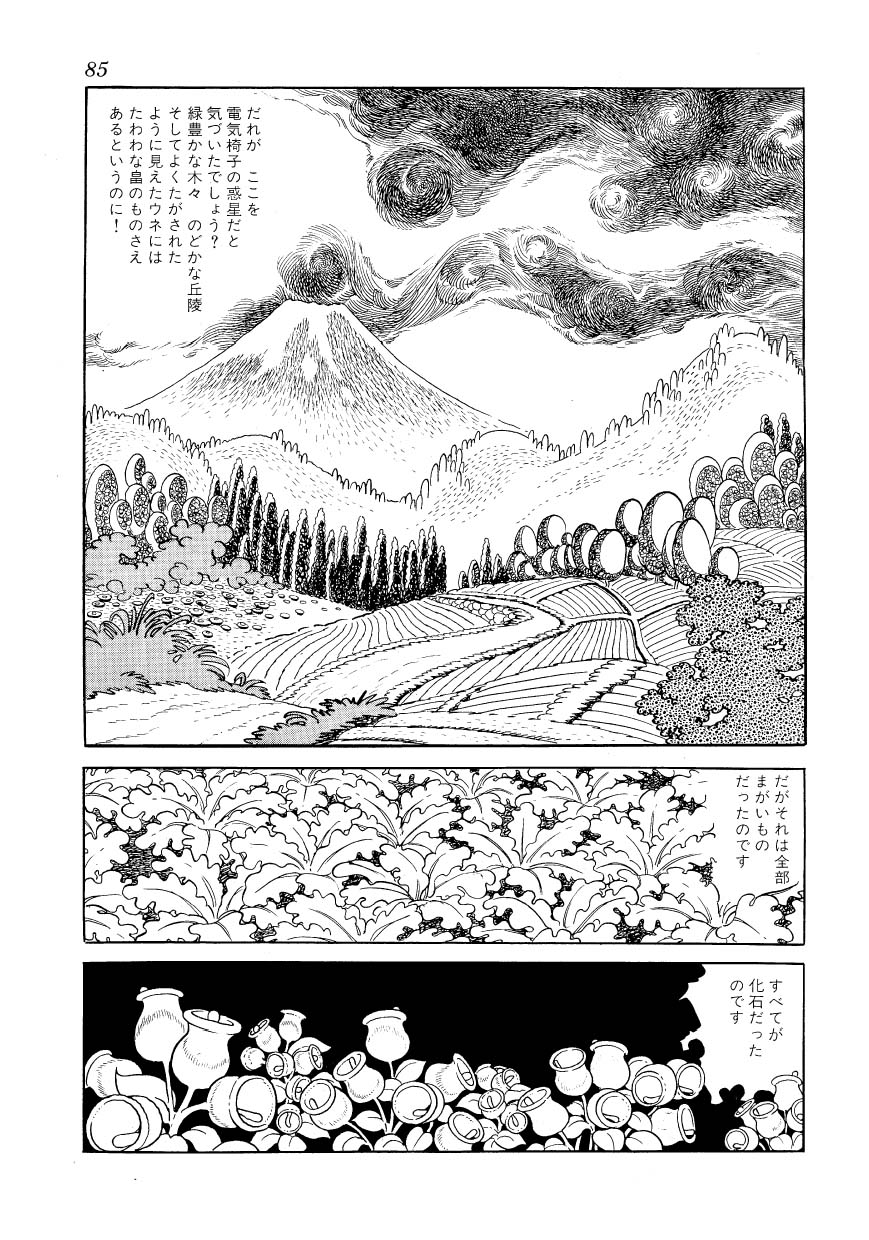 85
だれが　ここを
電気椅子の惑星だと
気づいたでしょう？
緑豊かな木々　のどかな丘陵
そしてよくたがされた
ように見えたウネには
たわわな畠のものさえ
あるというのに！
だがそれは全部
まがいもの
だったのです
すべてが
化石だった
のです